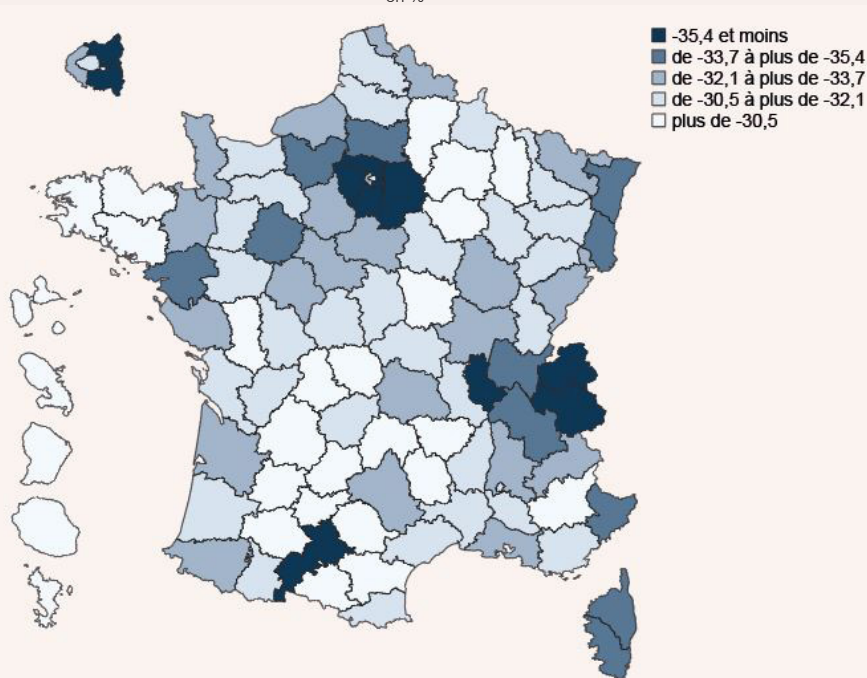 en %
-35,4 et moins
de -33,7 à plus de -35,4
de -32,1 à plus de -33,7
de -30,5 à plus de -32,1
plus de -30,5